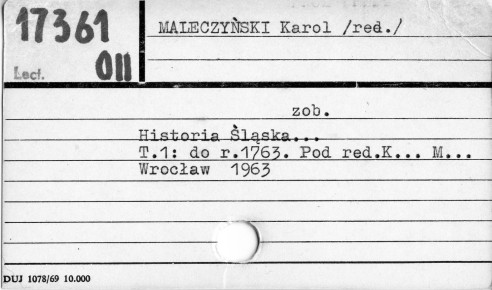 17361
Lect. OII
MALECZYŃSKI Karol /red./
zob.
Historia Śląska...
T.1: do r.1763. Pod red.K... M...
Wrocław 1963
DUJ 1078/69 10.000